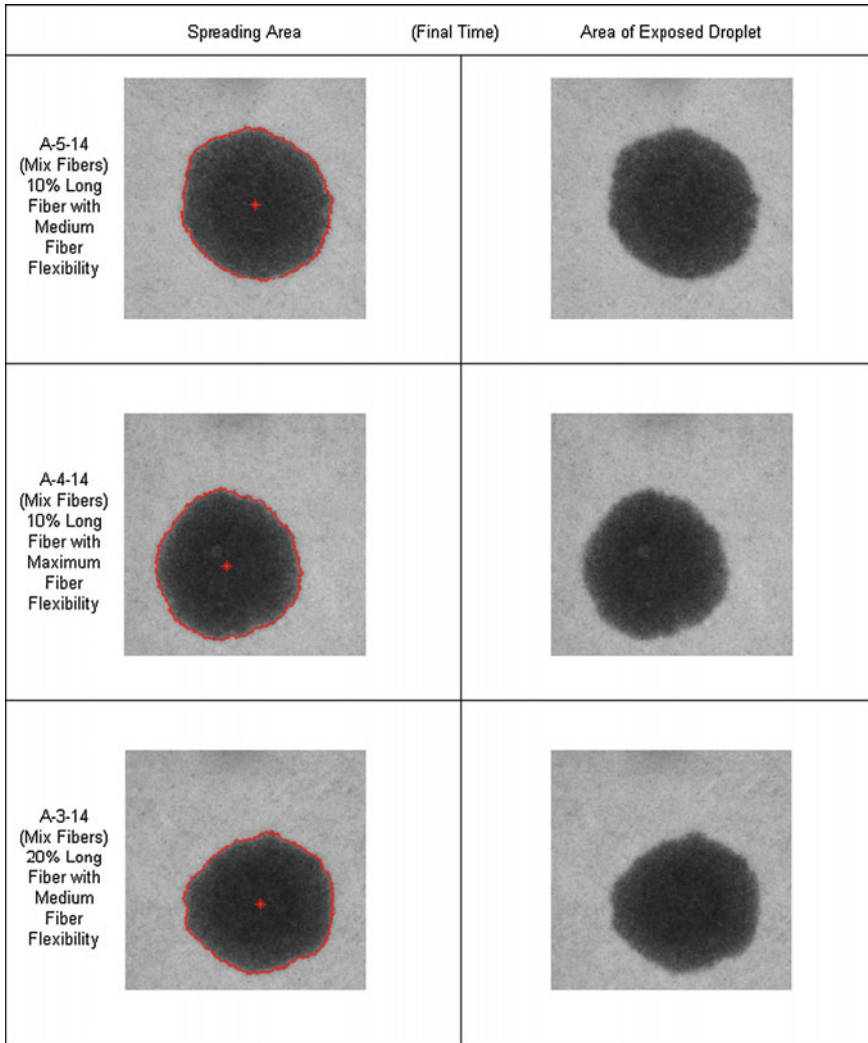 Spreading Area (Final Time) Area of Exposed Droplet
A-5-14
(Mix Fibers)
10% Long
Fiber with
Medium
Fiber
Flexibility
A-4-14
(Mix Fibers)
10% Long
Fiber with
Maximum
Fiber
Flexibility
A-3-14
(Mix Fibers)
20% Long
Fiber with
Medium
Fiber
Flexibility